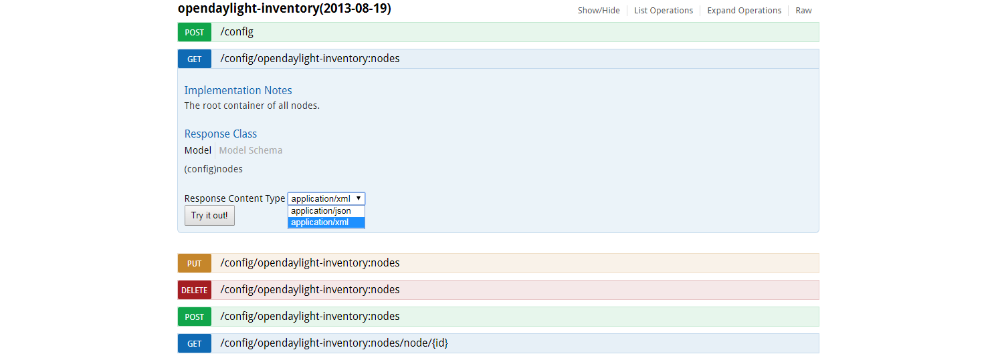 opendaylight-inventory(2013-08-19)
Show/Hide List Operations Expand Operations Raw
POST /config
GET /config/opendaylight-inventory:nodes
Implementation Notes
The root container of all nodes.
Response Class
Model Model Schema
(config)nodes
Response Content Type application/xml
application/json
application/xml
Try it out!
PUT /config/opendaylight-inventory:nodes
DELETE /config/opendaylight-inventory:nodes
POST /config/opendaylight-inventory:nodes
GET /config/opendaylight-inventory:nodes/node/{id}